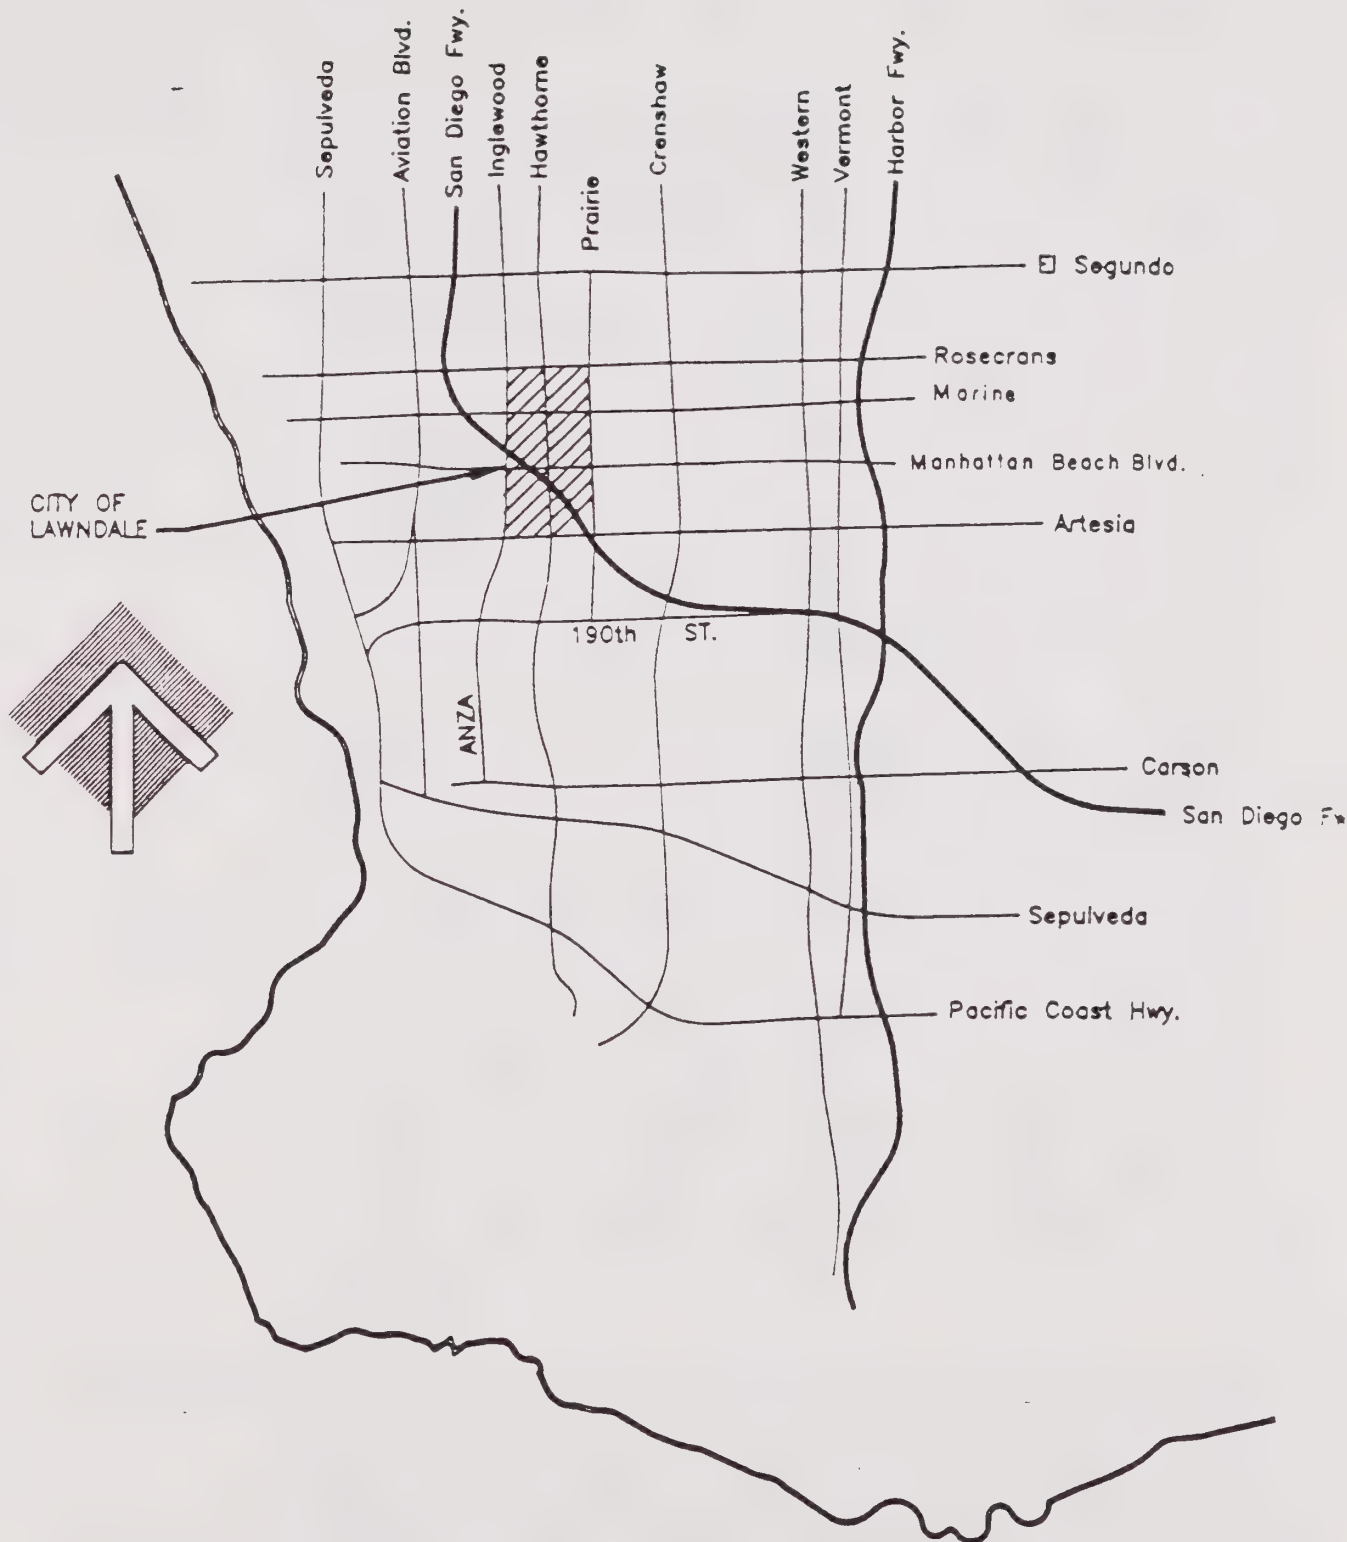 Sepulveda
Aviation Blvd.
San Diego Fwy.
Inglewood
Hawthorne
Prairie
Crenshaw
Western
Vermont
Harbor Fwy.
El Segundo
Rosecrans
Marine
Manhattan Beach Blvd.
CITY OF
LAWNDALE
Artesia
190th ST.
ANZA
Carson
San Diego Fw
Sepulveda
Pacific Coast Hwy.